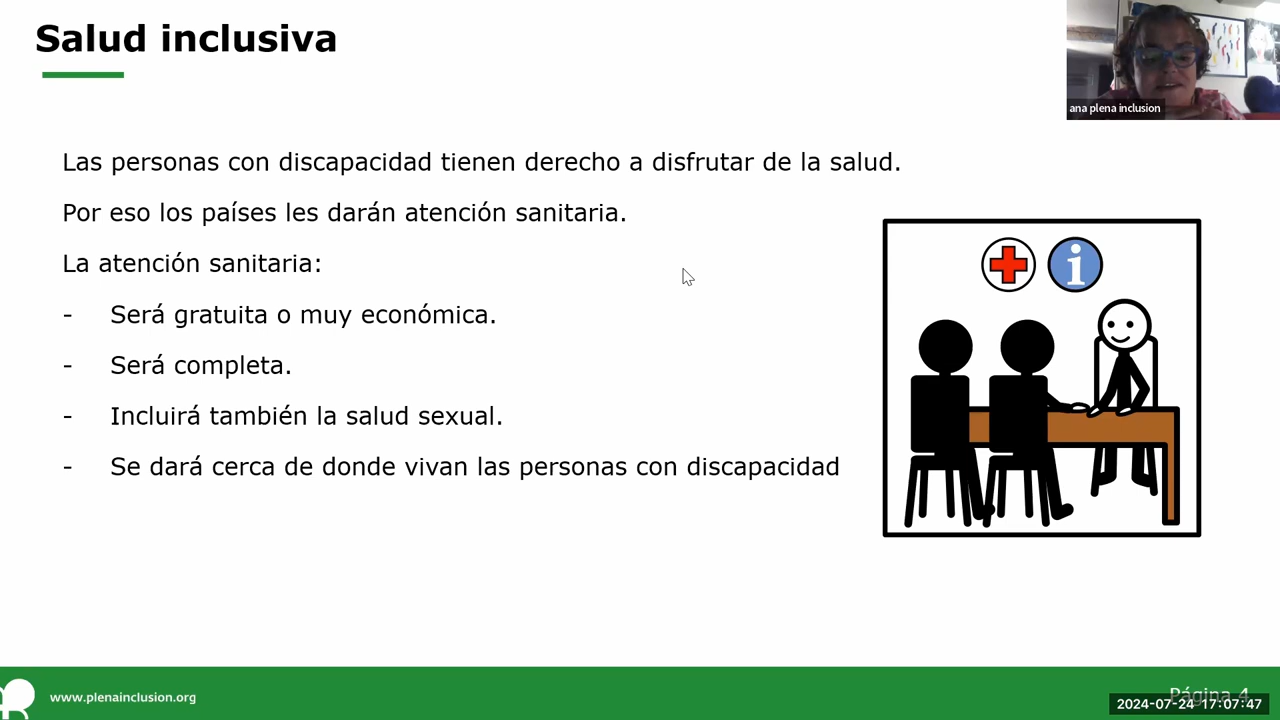 Salud inclusiva
ana plena inclusion
Las personas con discapacidad tienen derecho a disfrutar de la salud.
Por eso los países les darán atención sanitaria.
La atención sanitaria:
- Será gratuita o muy económica.
- Será completa.
- Incluirá también la salud sexual.
- Se dará cerca de donde vivan las personas con discapacidad
i
www.plenainclusion.org
Página 4
2024-07-24 17:07:47